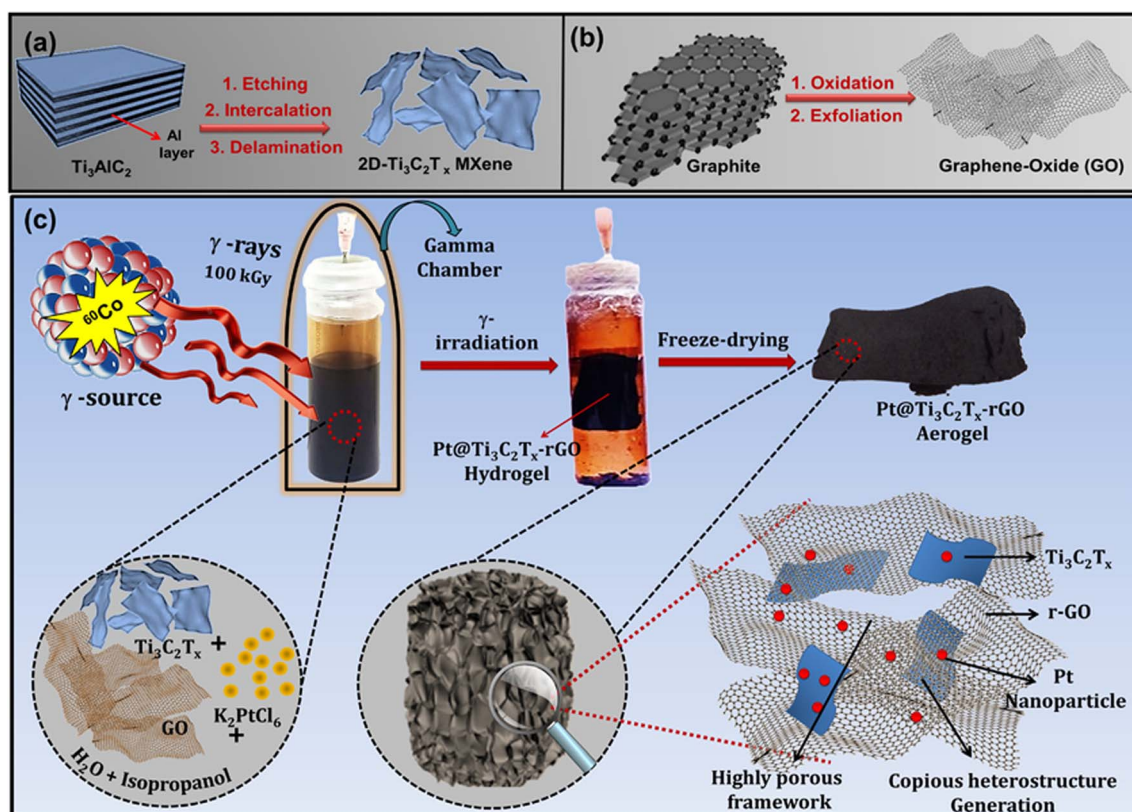 (a)
Al
layer
Ti₃AlC₂
1. Etching
2. Intercalation
3. Delamination
2D-Ti₃C₂Tₓ MXene
(b)
Graphite
1. Oxidation
2. Exfoliation
Graphene-Oxide (GO)
(c)
⁶⁰Co
γ -source
γ -rays
100 kGy
Gamma
Chamber
γ-
irradiation
Pt@Ti₃C₂Tₓ-rGO
Hydrogel
Freeze-drying
Pt@Ti₃C₂Tₓ-rGO
Aerogel
Ti₃C₂Tₓ +
GO
K₂PtCl₆
+
H₂O + Isopropanol
Ti₃C₂Tₓ
r-GO
Pt
Nanoparticle
Highly porous
framework
Copious heterostructure
Generation